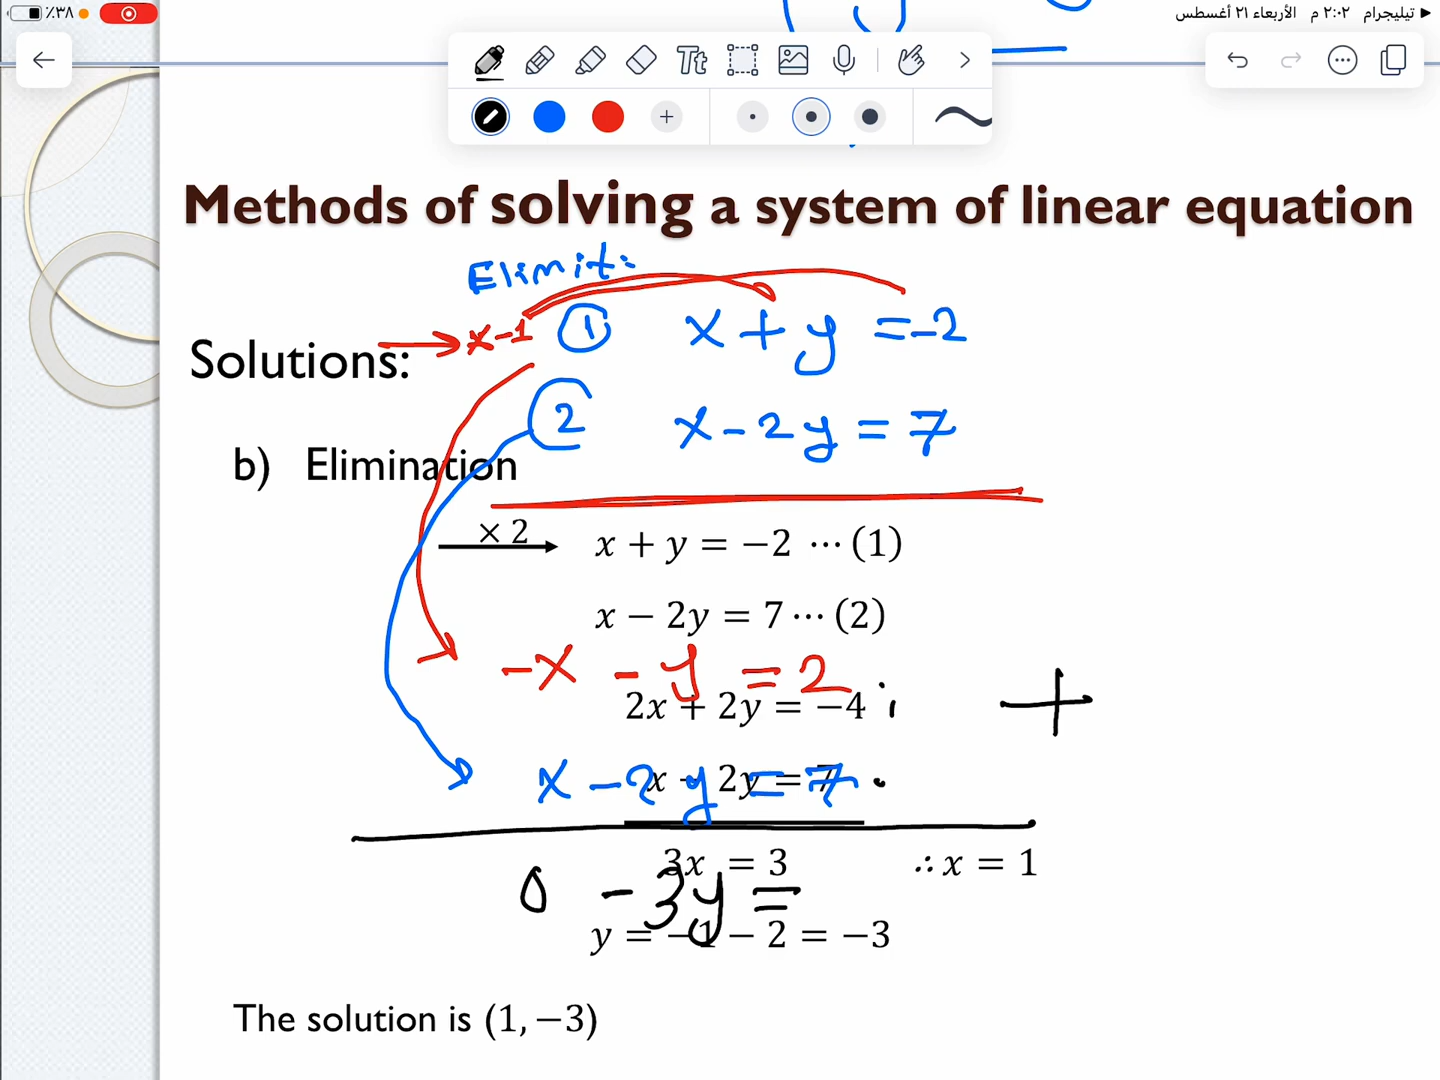 ٪٣٨ ◀ تيليجرام ٢:٠٢ م الأربعاء ٢١ أغسطس
Tt
Methods of solving a system of linear equation
Elimit:
Solutions: x-1 ① x + y = -2
② x - 2y = 7
b) Elimination
× 2 x + y = −2 ⋯ (1)
x − 2y = 7 ⋯ (2)
-x - y = 2
2x + 2y = −4
x - 2y = 7
x − 2y = 7
3x = 3 ∴ x = 1
0 - 3y =
y = −1 − 2 = −3
The solution is (1, −3)
+